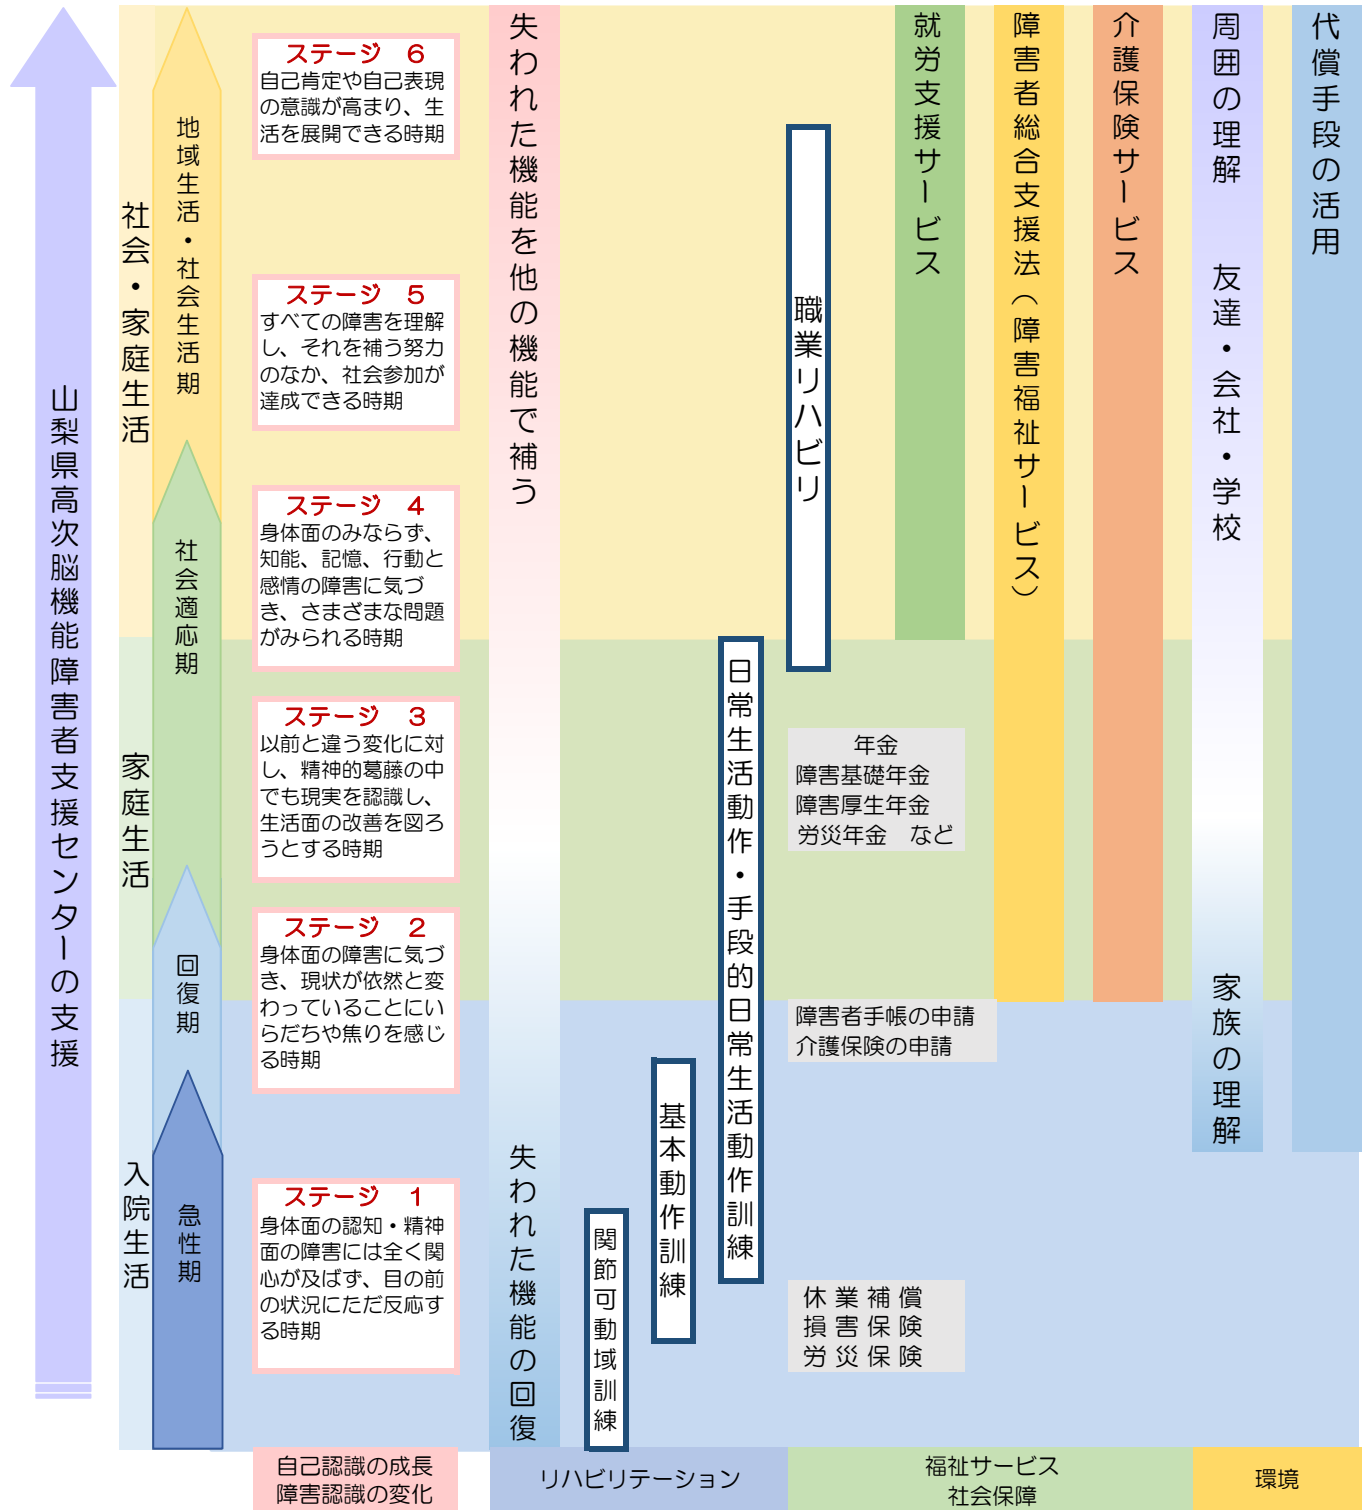 山梨県高次脳機能障害者支援センターの支援
社会・家庭生活
家庭生活
入院生活
地域生活・社会生活期
社会適応期
回復期
急性期
ステージ　6
自己肯定や自己表現
の意識が高まり、生
活を展開できる時期
ステージ　5
すべての障害を理解
し、それを補う努力
のなか、社会参加が
達成できる時期
ステージ　4
身体面のみならず、
知能、記憶、行動と
感情の障害に気づ
き、さまざまな問題
がみられる時期
ステージ　3
以前と違う変化に対
し、精神的葛藤の中
でも現実を認識し、
生活面の改善を図ろ
うとする時期
ステージ　2
身体面の障害に気づ
き、現状が依然と変
わっていることにい
らだちや焦りを感じ
る時期
ステージ　1
身体面の認知・精神
面の障害には全く関
心が及ばず、目の前
の状況にただ反応す
る時期
失われた機能を他の機能で補う
失われた機能の回復
関節可動域訓練
基本動作訓練
日常生活動作・手段的日常生活動作訓練
職業リハビリ
就労支援サービス
障害者総合支援法（障害福祉サービス）
介護保険サービス
年金
障害基礎年金
障害厚生年金
労災年金　など
障害者手帳の申請
介護保険の申請
休業補償
損害保険
労災保険
周囲の理解　友達・会社・学校
家族の理解
代償手段の活用
自己認識の成長
障害認識の変化
リハビリテーション
福祉サービス
社会保障
環境